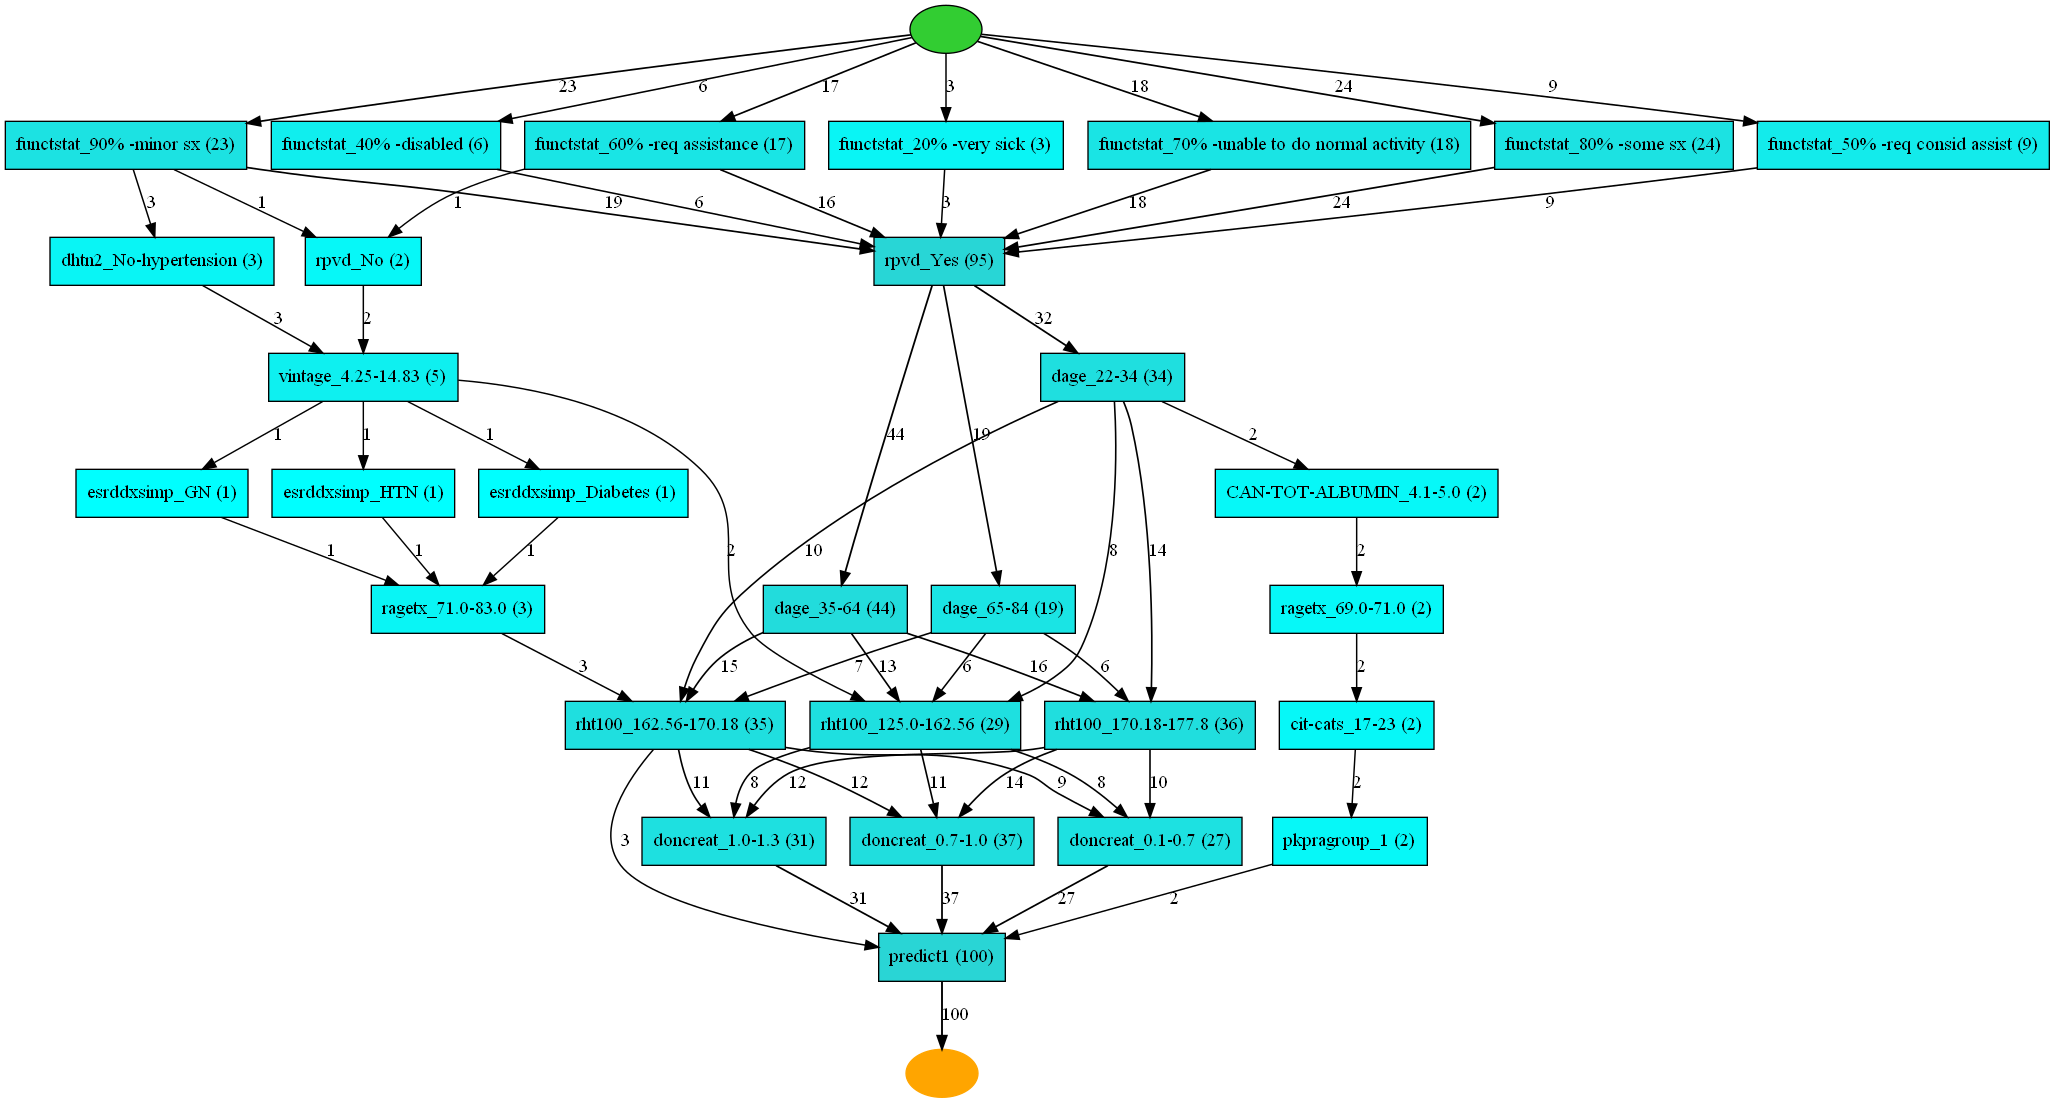 23
6
17
3
18
24
9
functstat_90% -minor sx (23)
functstat_40% -disabled (6)
functstat_60% -req assistance (17)
functstat_20% -very sick (3)
functstat_70% -unable to do normal activity (18)
functstat_80% -some sx (24)
functstat_50% -req consid assist (9)
3
1
19
6
1
16
3
18
24
9
dhtn2_No-hypertension (3)
rpvd_No (2)
rpvd_Yes (95)
3
2
32
vintage_4.25-14.83 (5)
dage_22-34 (34)
1
1
1
44
19
2
esrddxsimp_GN (1)
esrddxsimp_HTN (1)
esrddxsimp_Diabetes (1)
CAN-TOT-ALBUMIN_4.1-5.0 (2)
1
1
1
2
10
8
14
2
ragetx_71.0-83.0 (3)
dage_35-64 (44)
dage_65-84 (19)
ragetx_69.0-71.0 (2)
3
15
7
13
6
16
6
2
rht100_162.56-170.18 (35)
rht100_125.0-162.56 (29)
rht100_170.18-177.8 (36)
cit-cats_17-23 (2)
11
8
12
12
11
14
9
8
10
2
3
doncreat_1.0-1.3 (31)
doncreat_0.7-1.0 (37)
doncreat_0.1-0.7 (27)
pkpragroup_1 (2)
31
37
27
2
predict1 (100)
100